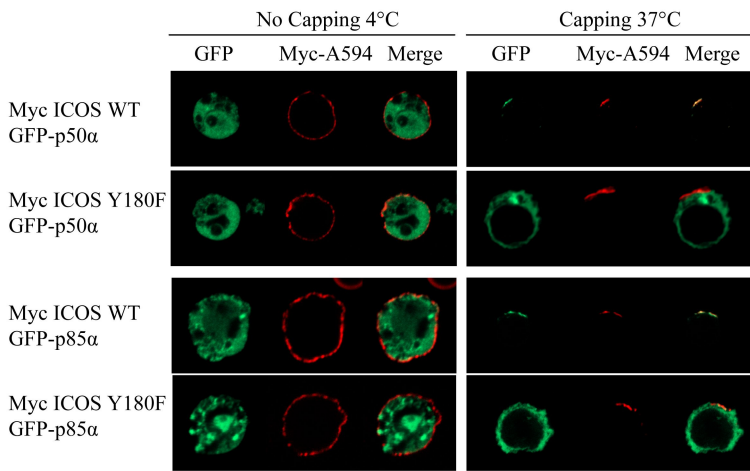 No Capping 4°C
Capping 37°C
GFP
Myc-A594
Merge
GFP
Myc-A594
Merge
Myc ICOS WT
GFP-p50α
Myc ICOS Y180F
GFP-p50α
Myc ICOS WT
GFP-p85α
Myc ICOS Y180F
GFP-p85α